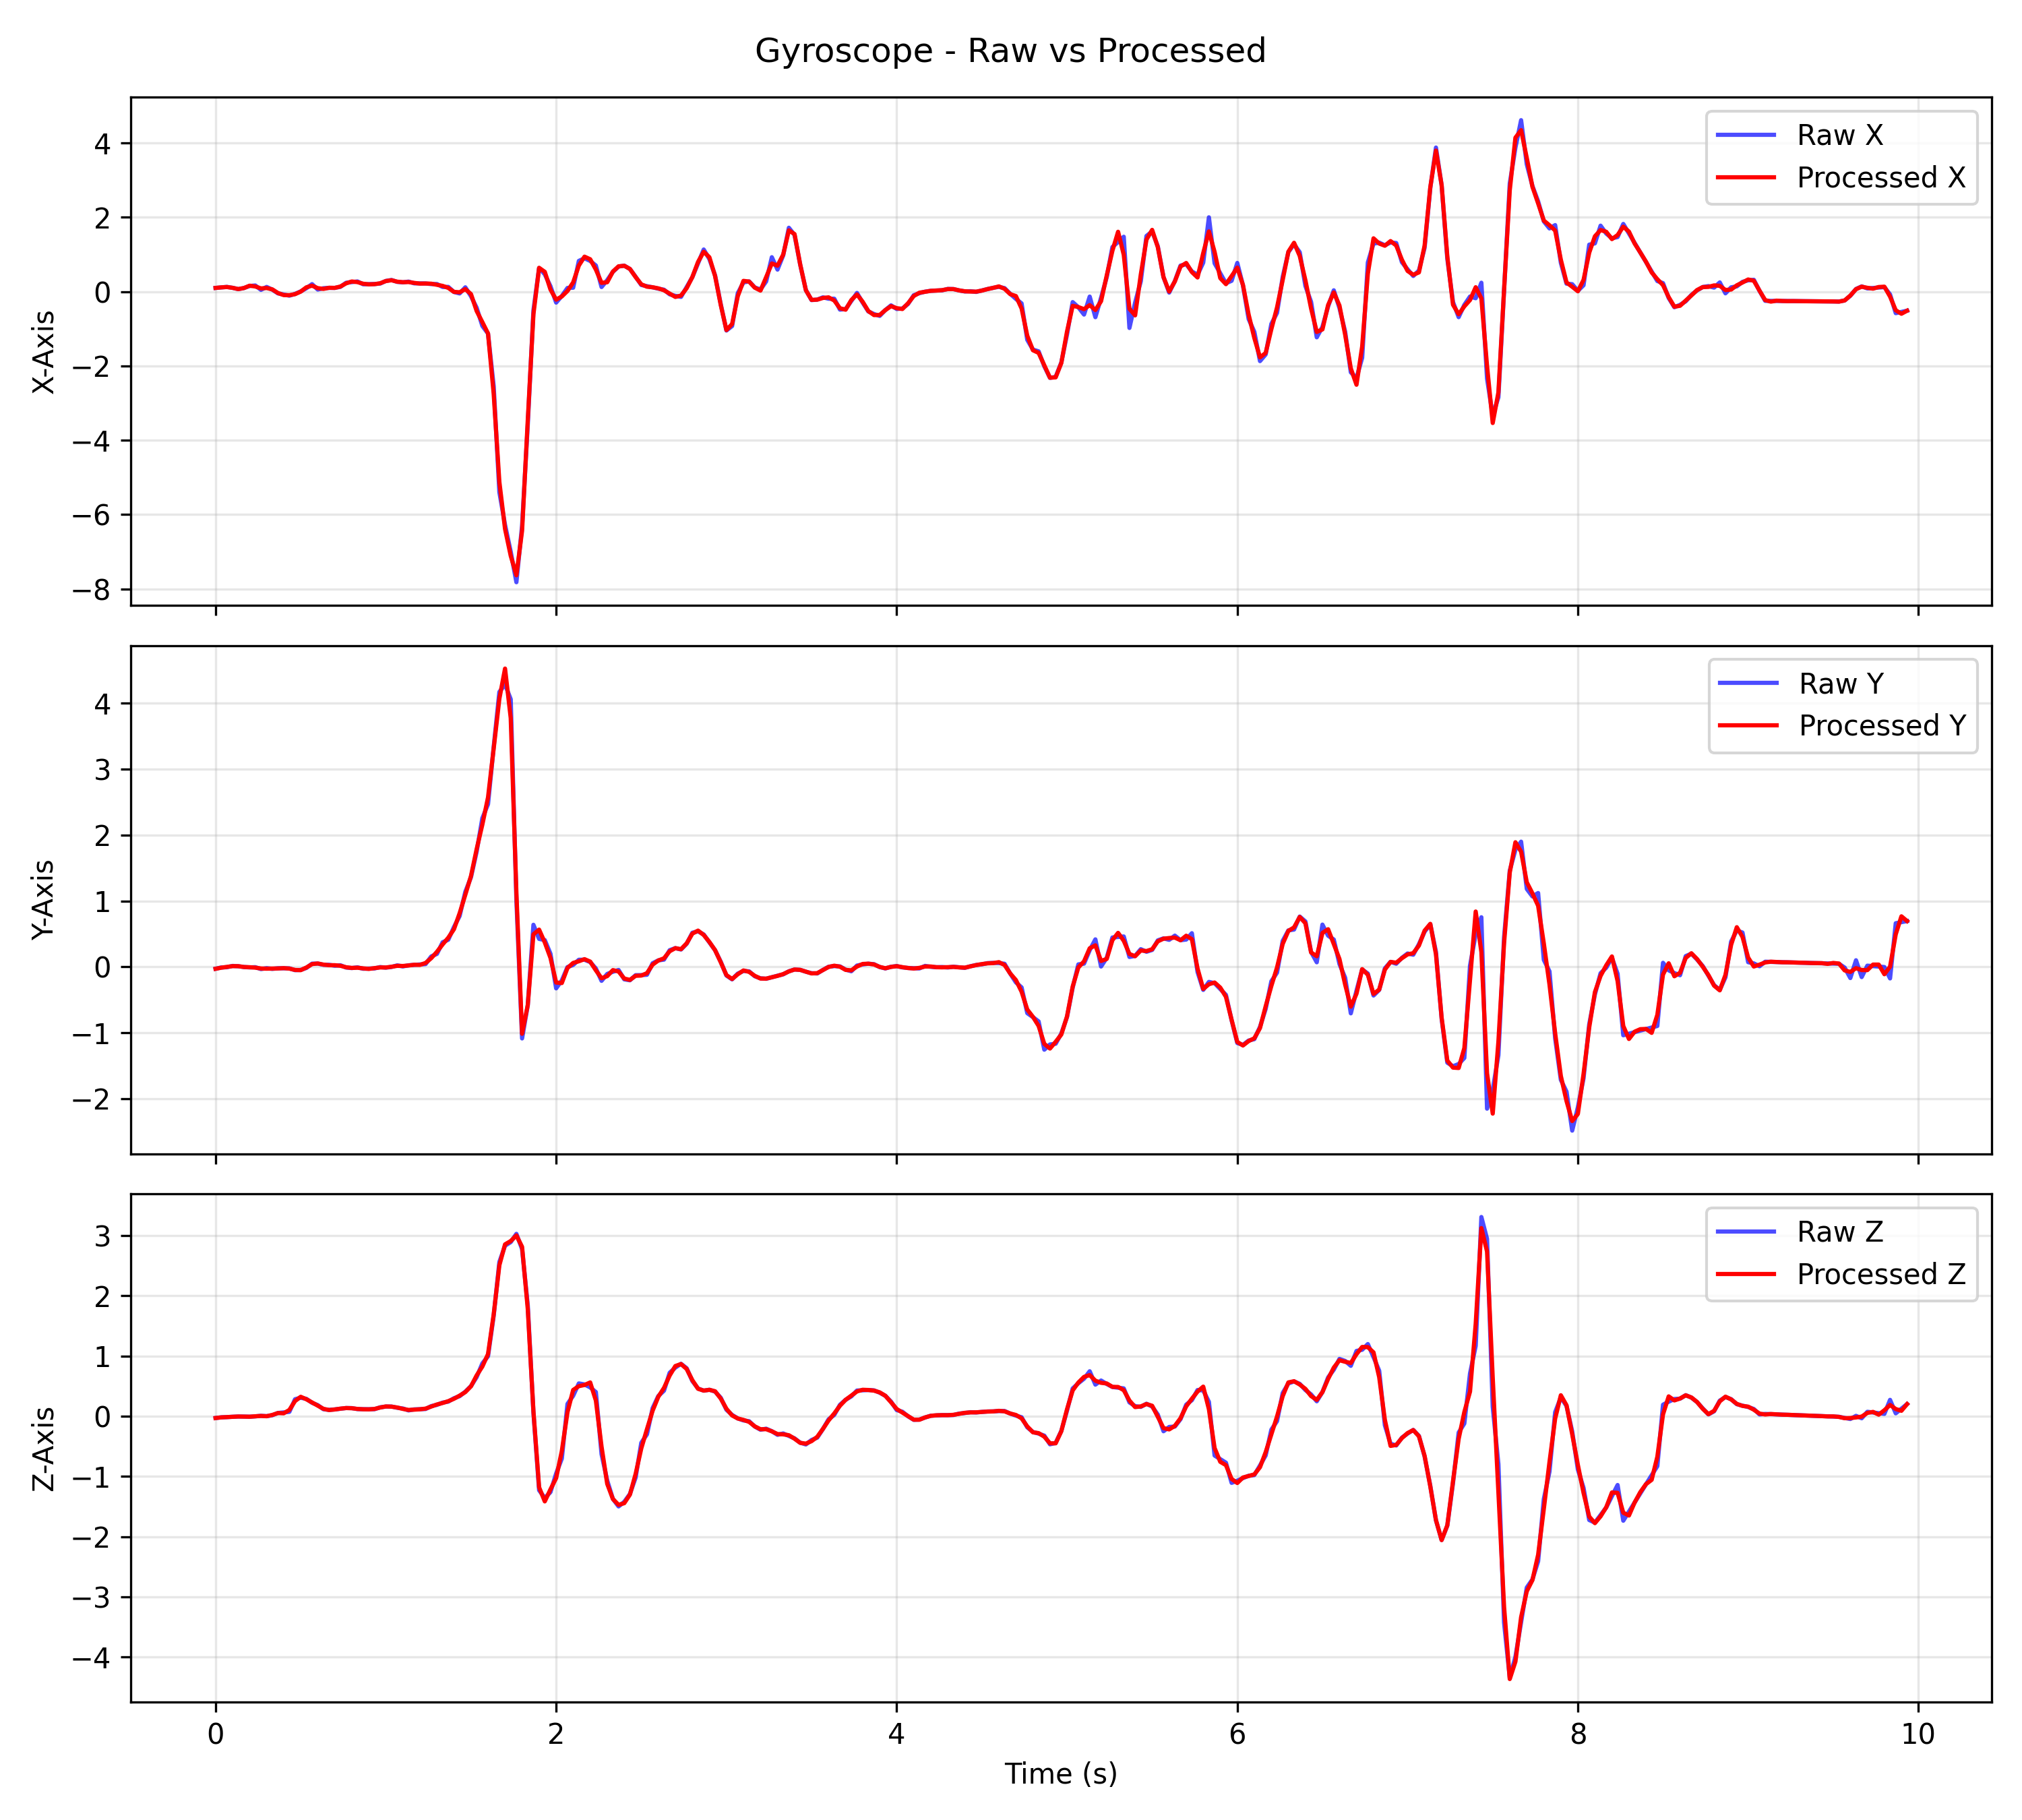 Gyroscope - Raw vs Processed
4
2
0
−2
−4
−6
−8
X-Axis
Raw X
Processed X
4
3
2
1
0
−1
−2
Y-Axis
Raw Y
Processed Y
3
2
1
0
−1
−2
−3
−4
Z-Axis
Raw Z
Processed Z
0 2 4 6 8 10
Time (s)